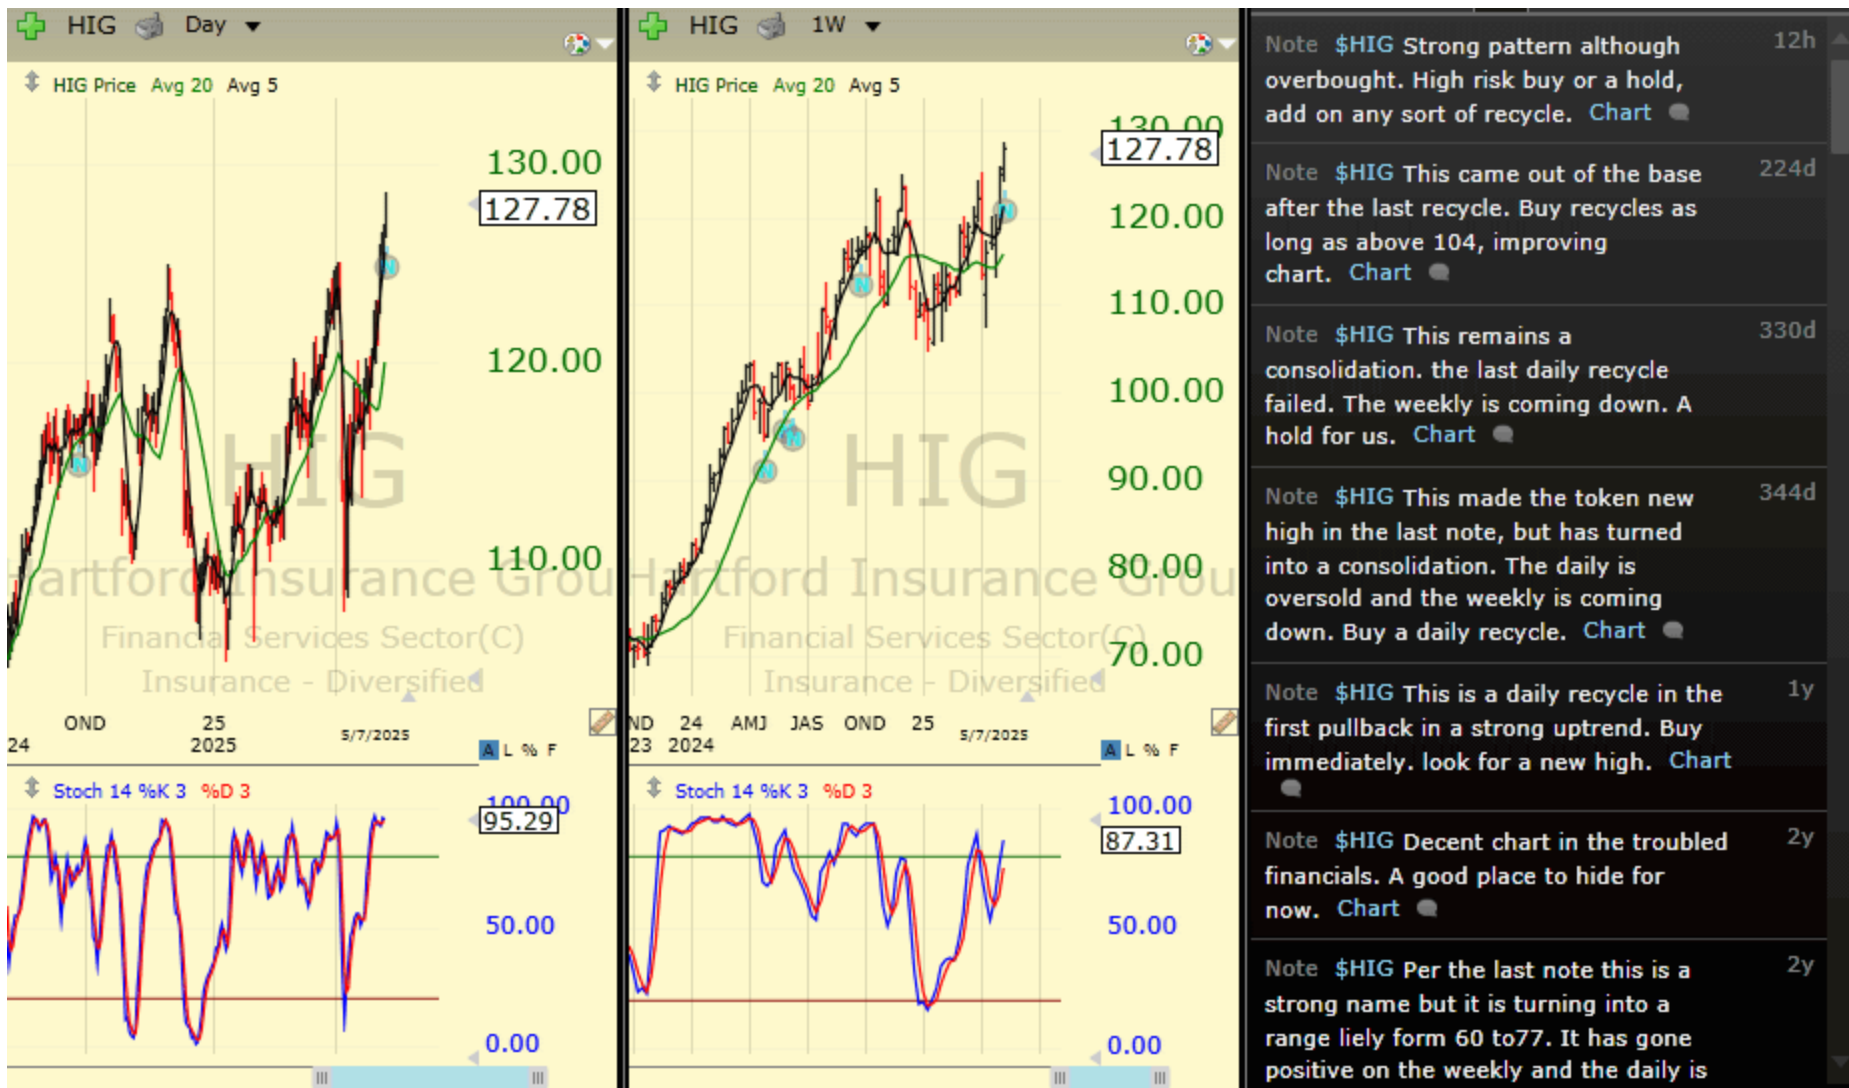 HIG Day
HIG Price Avg 20 Avg 5
130.00
127.78
120.00
110.00
HIG
Hartford Insurance Grou
Financial Services Sector(C)
Insurance - Diversified
OND 25
24 2025 5/7/2025
A L % F
Stoch 14 %K 3 %D 3
100.00
95.29
50.00
0.00
HIG 1W
HIG Price Avg 20 Avg 5
130.00
127.78
120.00
110.00
100.00
90.00
80.00
70.00
HIG
Hartford Insurance Grou
Financial Services Sector(C)
Insurance - Diversified
ND 24 AMJ JAS OND 25
23 2024 5/7/2025
A L % F
Stoch 14 %K 3 %D 3
100.00
87.31
50.00
0.00
Note $HIG Strong pattern although 12h
overbought. High risk buy or a hold,
add on any sort of recycle. Chart
Note $HIG This came out of the base 224d
after the last recycle. Buy recycles as
long as above 104, improving
chart. Chart
Note $HIG This remains a 330d
consolidation. the last daily recycle
failed. The weekly is coming down. A
hold for us. Chart
Note $HIG This made the token new 344d
high in the last note, but has turned
into a consolidation. The daily is
oversold and the weekly is coming
down. Buy a daily recycle. Chart
Note $HIG This is a daily recycle in the 1y
first pullback in a strong uptrend. Buy
immediately. look for a new high. Chart
Note $HIG Decent chart in the troubled 2y
financials. A good place to hide for
now. Chart
Note $HIG Per the last note this is a 2y
strong name but it is turning into a
range liely form 60 to77. It has gone
positive on the weekly and the daily is